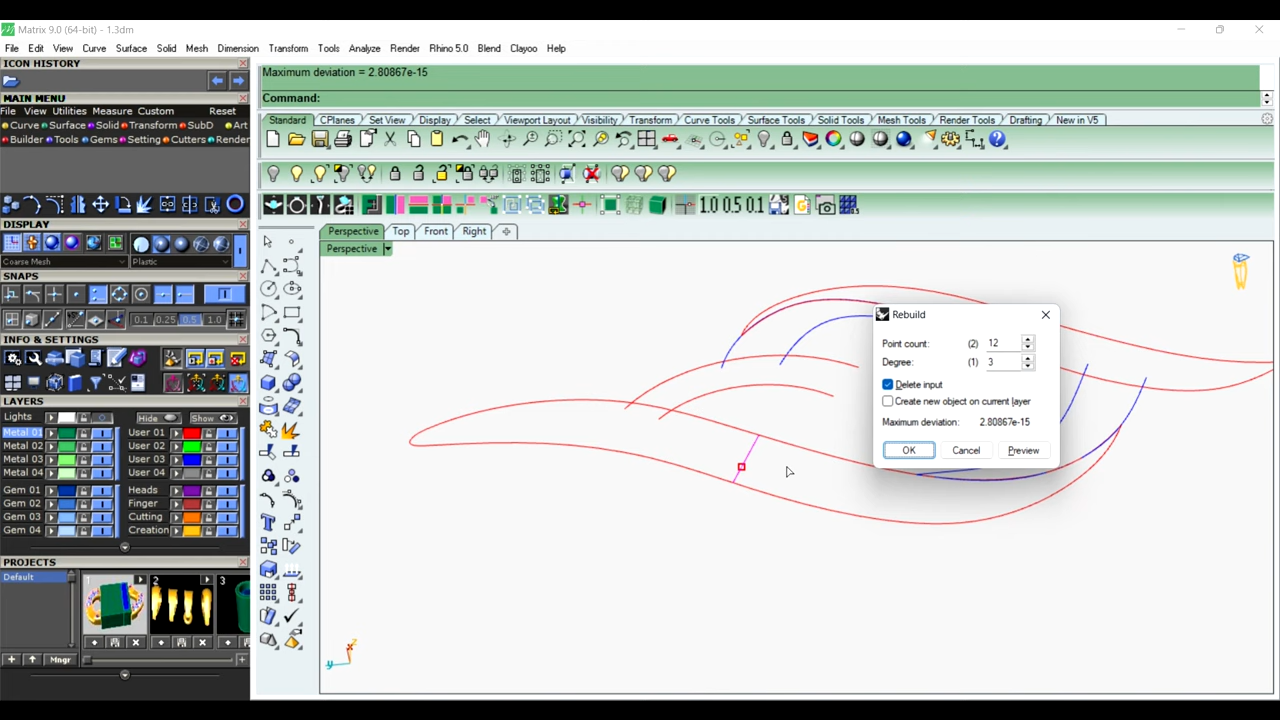 Matrix 9.0 (64-bit) - 1.3dm
File Edit View Curve Surface Solid Mesh Dimension Transform Tools Analyze Render Rhino 5.0 Blend Clayoo Help
ICON HISTORY
Maximum deviation = 2.80867e-15
Command:
MAIN MENU
File View Utilities Measure Custom Reset
Curve Surface Solid Transform SubD Art
Builder Tools Gems Setting Cutters Render
Standard CPlanes Set View Display Select Viewport Layout Visibility Transform Curve Tools Surface Tools Solid Tools Mesh Tools Render Tools Drafting New in V5
1.0 0.5 0.1
DISPLAY
Coarse Mesh Plastic
Perspective Top Front Right
Perspective
SNAPS
0.1 0.25 0.5 1.0
INFO & SETTINGS
LAYERS
Lights Hide Show
Metal 01 User 01
Metal 02 User 02
Metal 03 User 03
Metal 04 User 04
Gem 01 Heads
Gem 02 Finger
Gem 03 Cutting
Gem 04 Creation
PROJECTS
Default
1 2 3
Mngr
Rebuild
Point count: (2) 12
Degree: (1) 3
Delete input
Create new object on current layer
Maximum deviation: 2.80867e-15
OK Cancel Preview
z
x
y